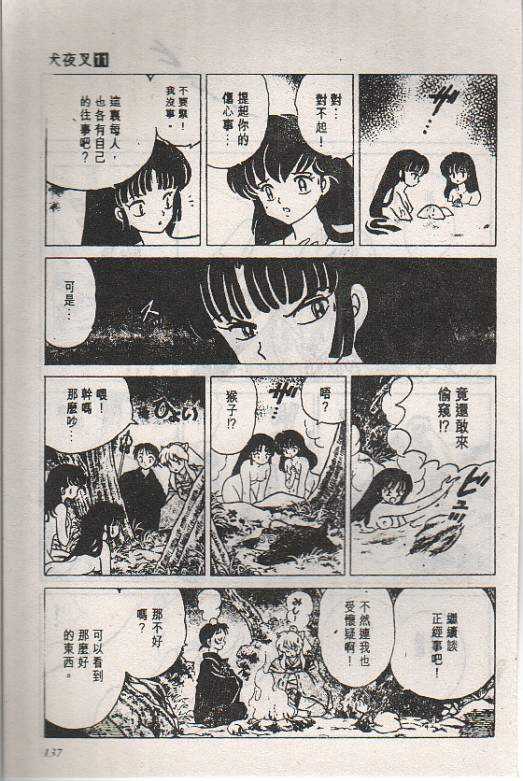 犬夜叉11
對…
對不起！
提起你的
傷心事…
不要緊！
我沒事。
這裏每人，
也各有自己
的往事吧？
可是…
竟還敢來
偷窺!?
唔？
猴子!?
ひょい
喂！
幹嗎
那麼吵…
繼續談
正經事吧！
不然連我也
受懷疑啊！
那不好
嗎？
可以看到
那麼好
的東西。
137